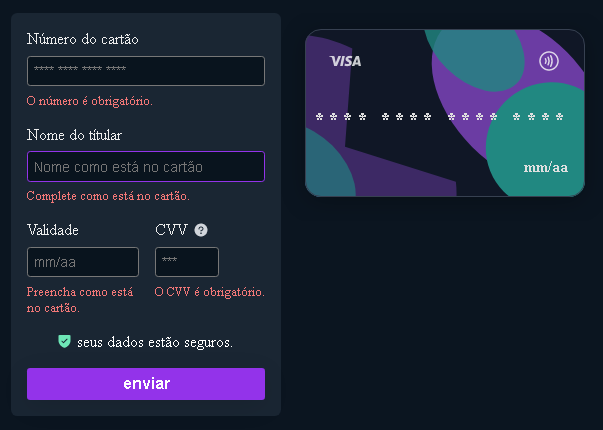 Número do cartão
**** **** **** ****
O número é obrigatório.
Nome do títular
Nome como está no cartão
Complete como está no cartão.
Validade
CVV ?
mm/aa
***
Preencha como está
no cartão.
O CVV é obrigatório.
seus dados estão seguros.
enviar
VISA
**** **** **** ****
mm/aa